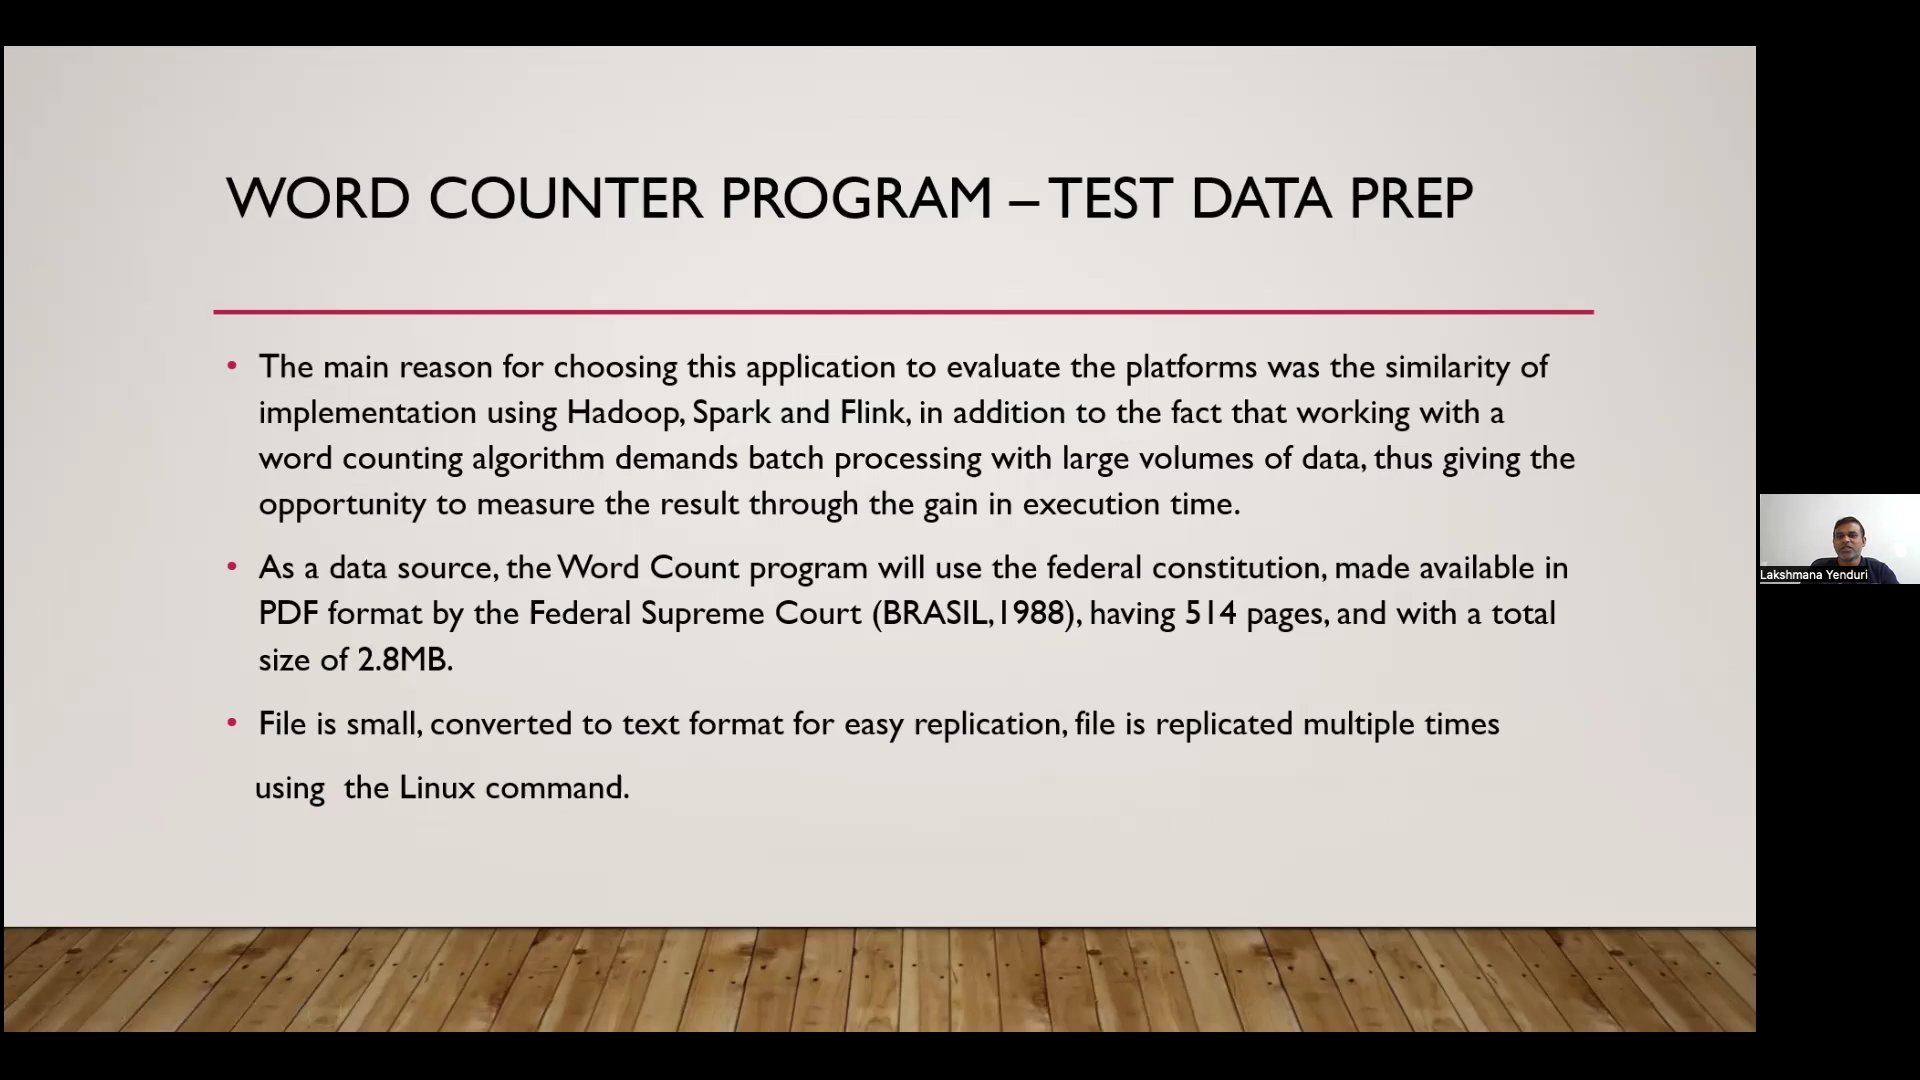 WORD COUNTER PROGRAM – TEST DATA PREP
• The main reason for choosing this application to evaluate the platforms was the similarity of
implementation using Hadoop, Spark and Flink, in addition to the fact that working with a
word counting algorithm demands batch processing with large volumes of data, thus giving the
opportunity to measure the result through the gain in execution time.
• As a data source, the Word Count program will use the federal constitution, made available in
PDF format by the Federal Supreme Court (BRASIL,1988), having 514 pages, and with a total
size of 2.8MB.
• File is small, converted to text format for easy replication, file is replicated multiple times
using  the Linux command.
Lakshmana Yenduri